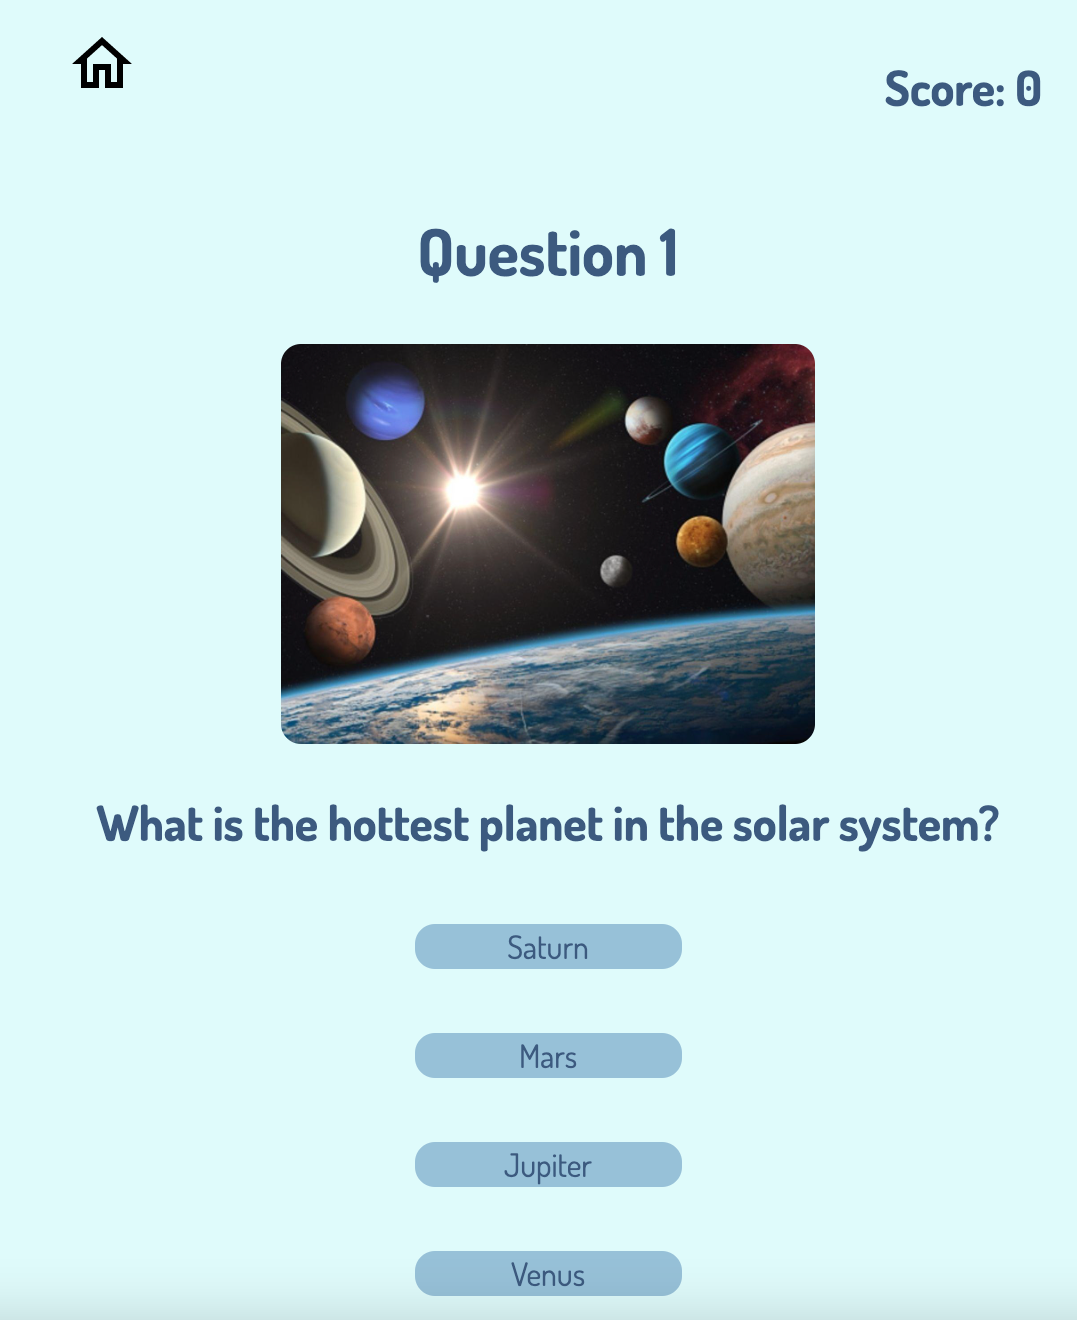 Score: 0
Question 1
What is the hottest planet in the solar system?
Saturn
Mars
Jupiter
Venus